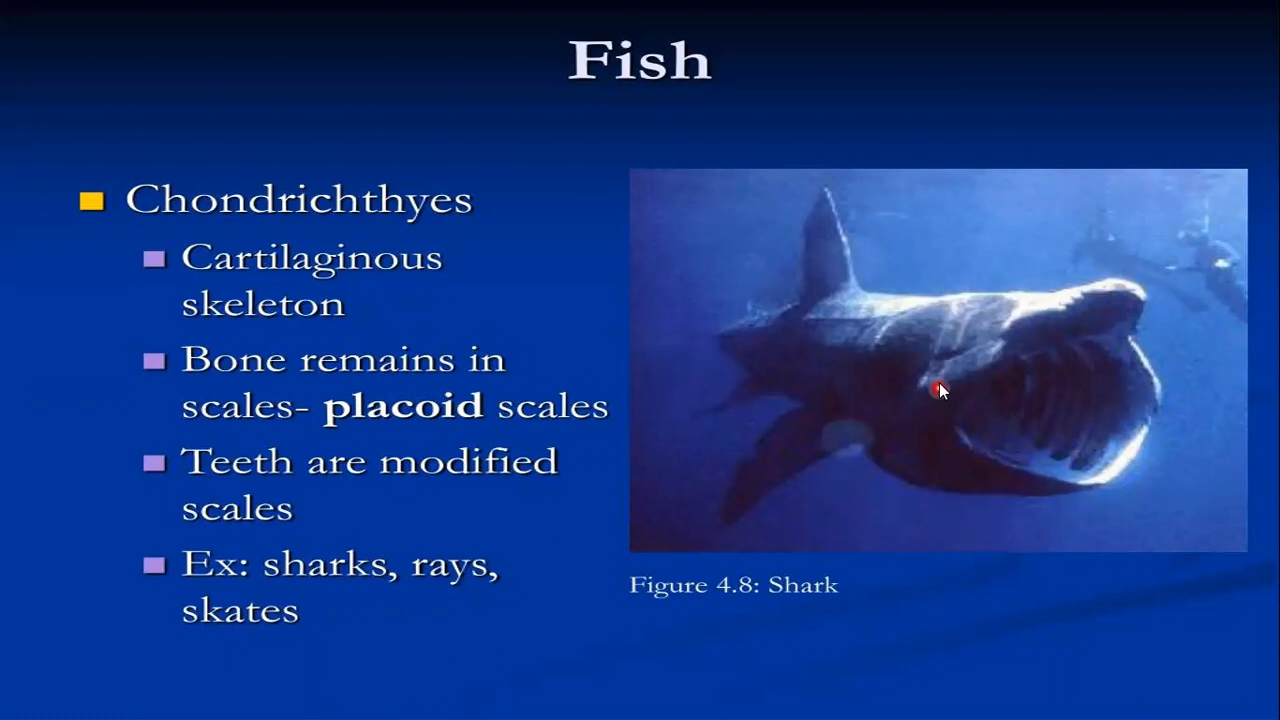 Fish
Chondrichthyes
Cartilaginous
skeleton
Bone remains in
scales- placoid scales
Teeth are modified
scales
Ex: sharks, rays,
skates
Figure 4.8: Shark